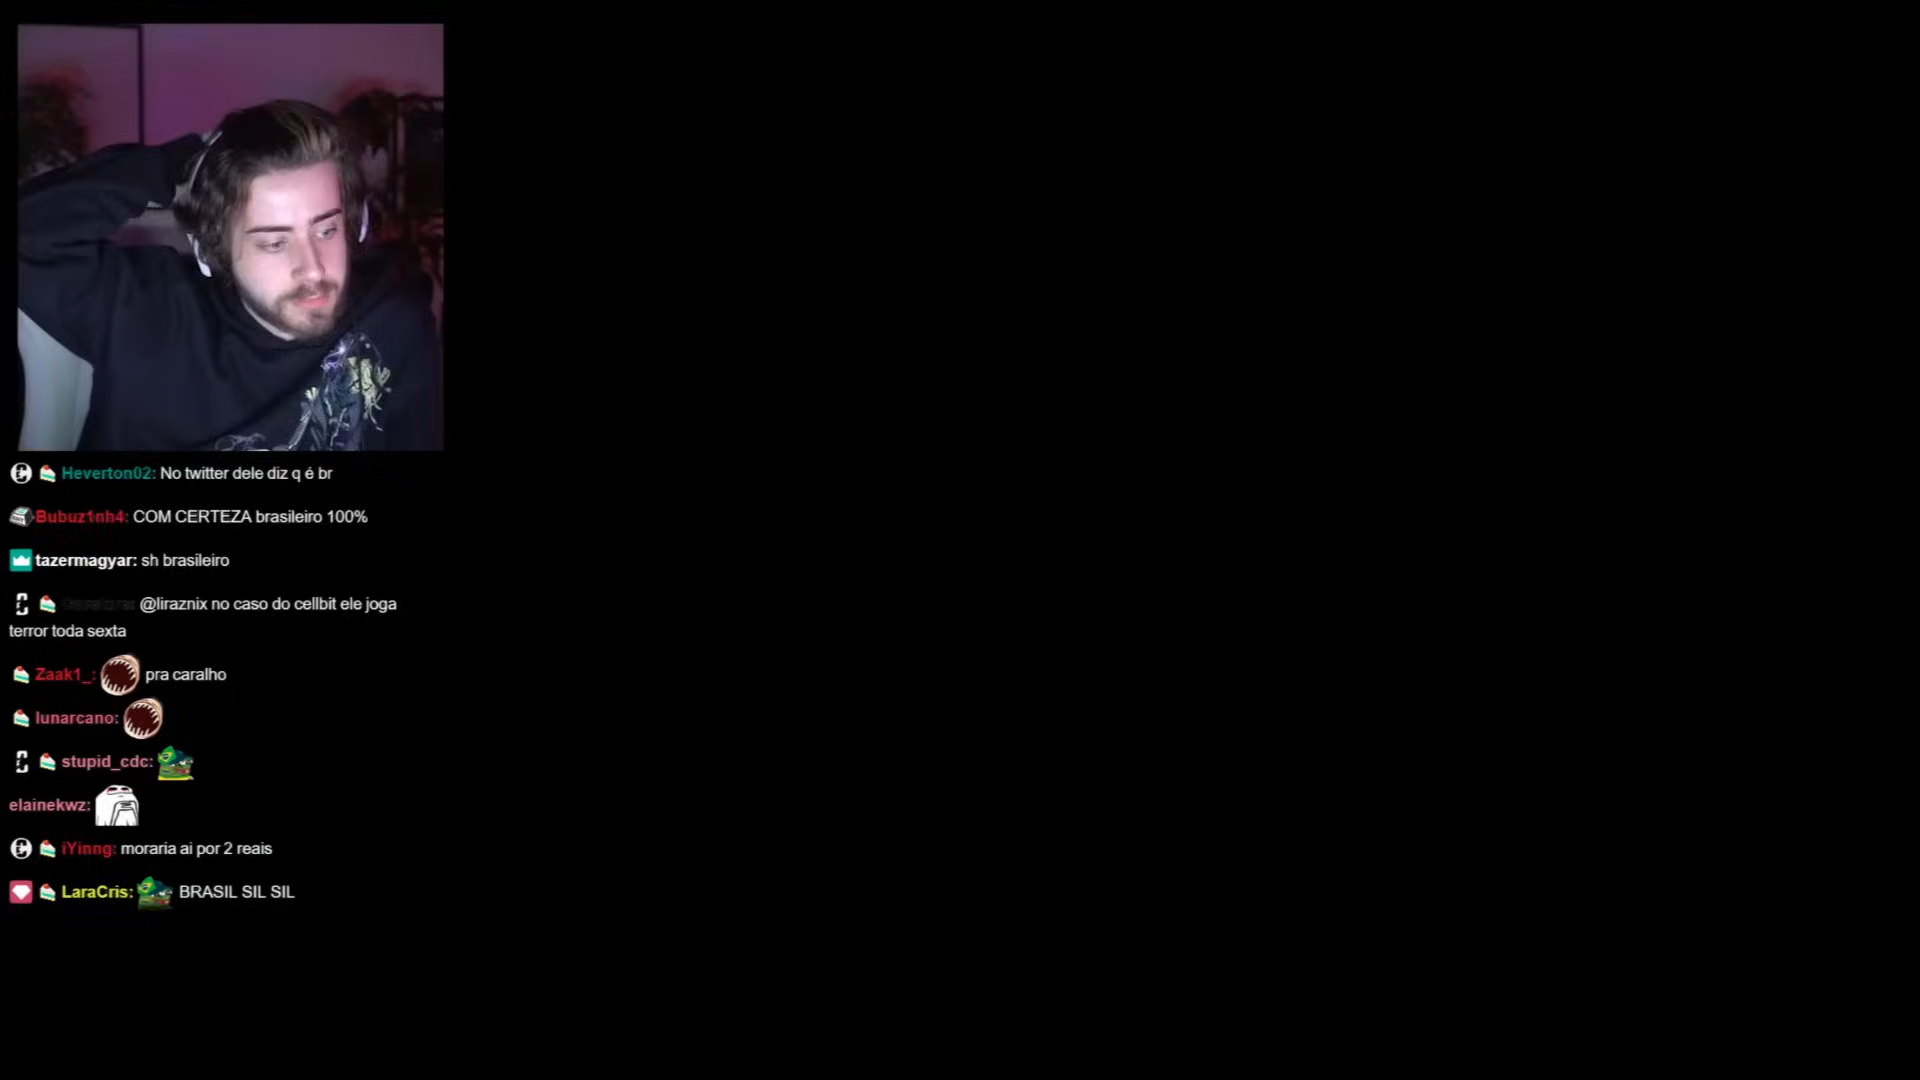 Heverton02: No twitter dele diz q é br
Bubuz1nh4: COM CERTEZA brasileiro 100%
tazermagyar: sh brasileiro
@liraznix no caso do cellbit ele joga
terror toda sexta
Zaak1_: pra caralho
lunarcano:
stupid_cdc:
elainekwz:
iYinng: moraria ai por 2 reais
LaraCris: BRASIL SIL SIL